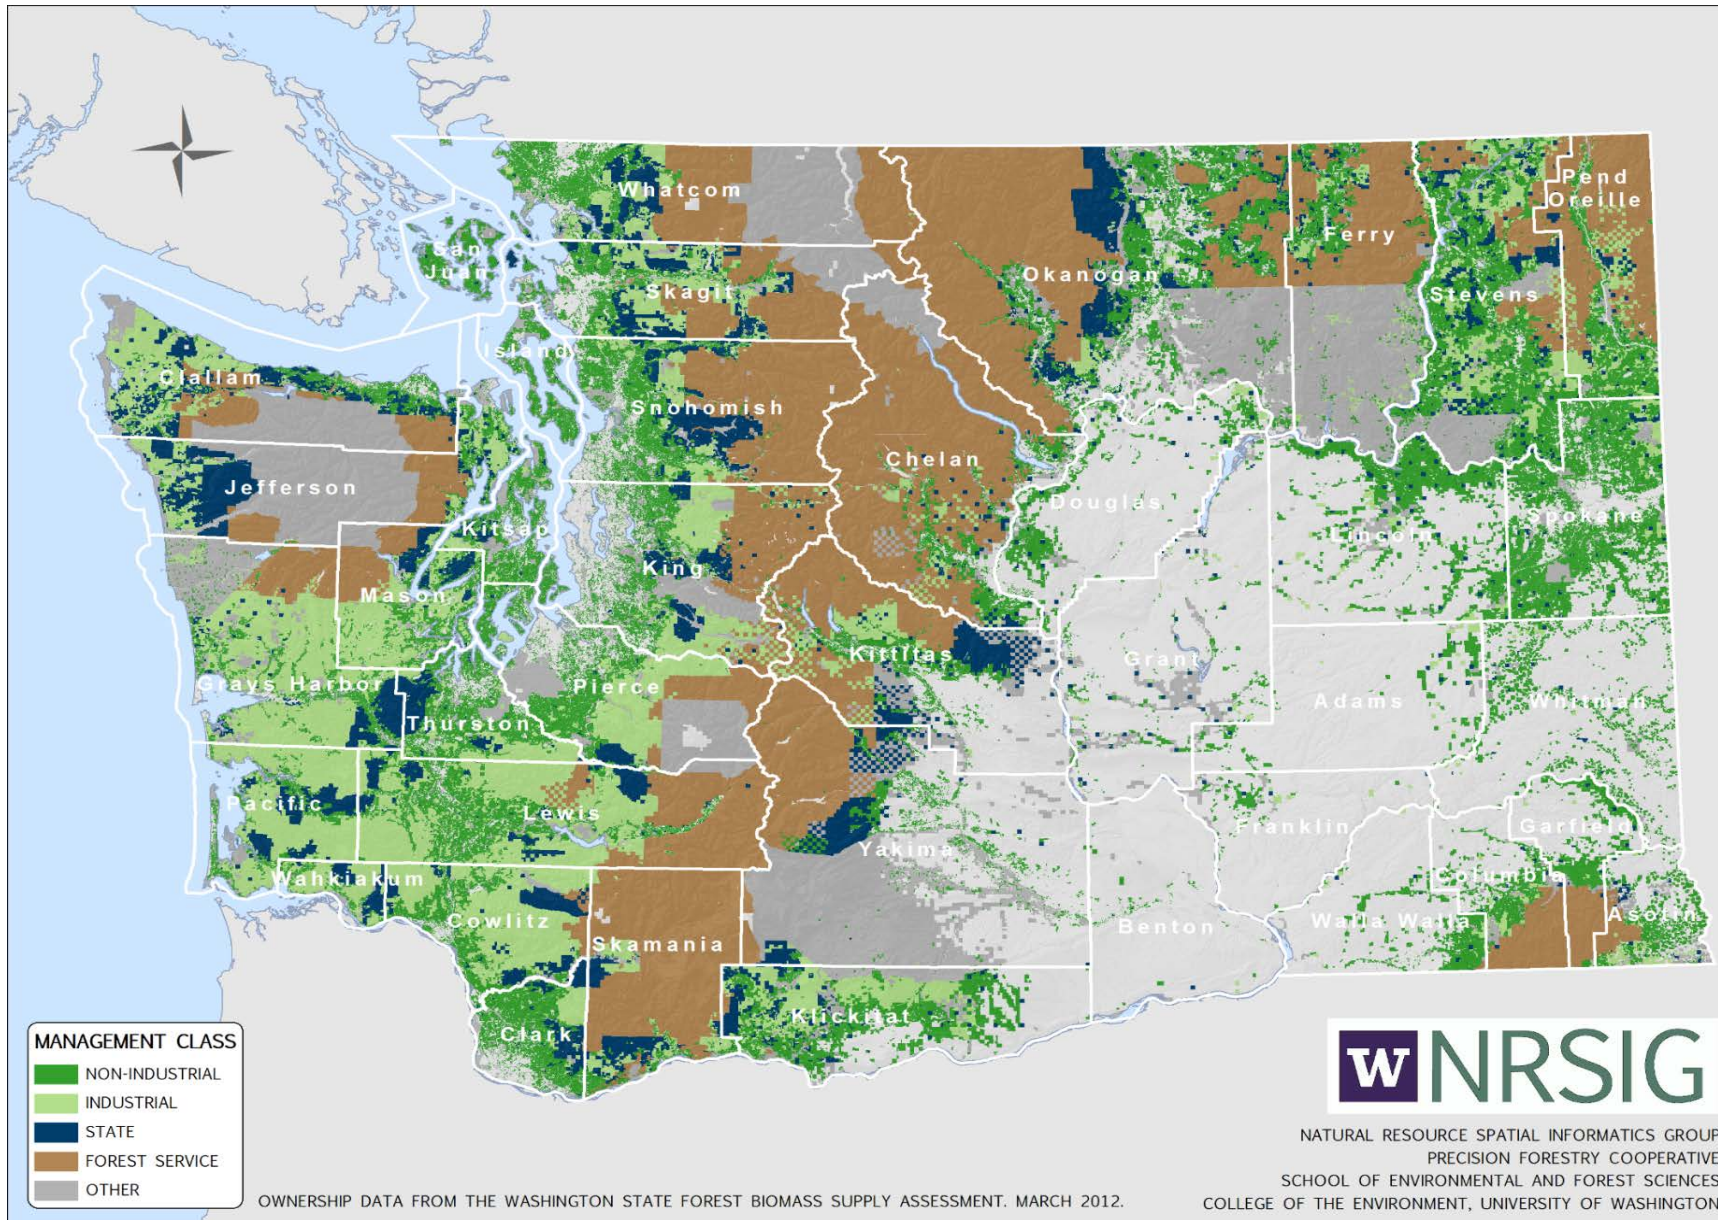 Whatcom
Pend
Oreille
San
Juan
Ferry
Okanogan
Skagit
Stevens
Island
Clallam
Snohomish
Chelan
Jefferson
Douglas
Kitsap
Lincoln
Spokane
King
Mason
Kittitas
Grant
Grays Harbor
Pierce
Adams
Whitman
Thurston
Pacific
Lewis
Yakima
Franklin
Garfield
Wahkiakum
Columbia
Cowlitz
Skamania
Benton
Walla Walla
Asotin
Klickitat
Clark
MANAGEMENT CLASS
NON-INDUSTRIAL
INDUSTRIAL
STATE
FOREST SERVICE
OTHER
OWNERSHIP DATA FROM THE WASHINGTON STATE FOREST BIOMASS SUPPLY ASSESSMENT. MARCH 2012.
W NRSIG
NATURAL RESOURCE SPATIAL INFORMATICS GROUP
PRECISION FORESTRY COOPERATIVE
SCHOOL OF ENVIRONMENTAL AND FOREST SCIENCES
COLLEGE OF THE ENVIRONMENT, UNIVERSITY OF WASHINGTON